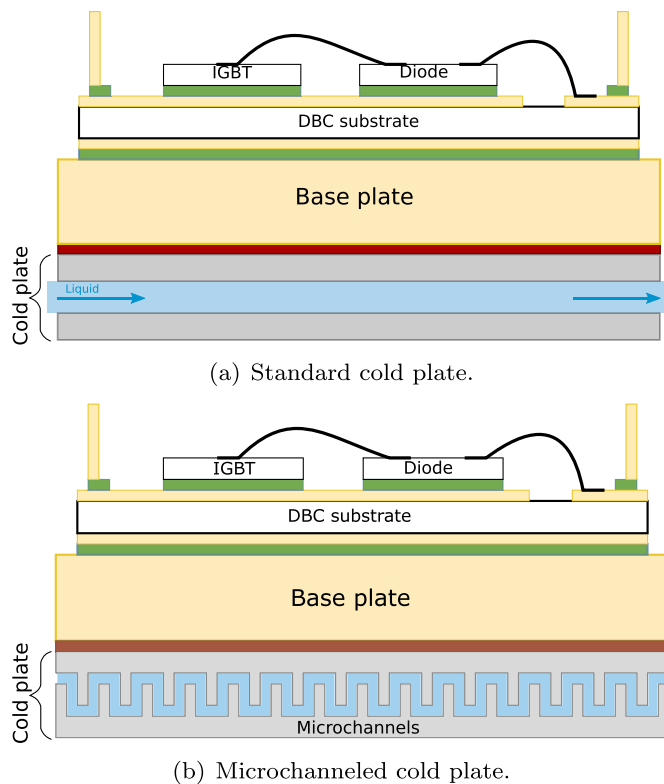 IGBT
Diode
DBC substrate
Base plate
Cold plate
Liquid
(a) Standard cold plate.
IGBT
Diode
DBC substrate
Base plate
Cold plate
Microchannels
(b) Microchanneled cold plate.